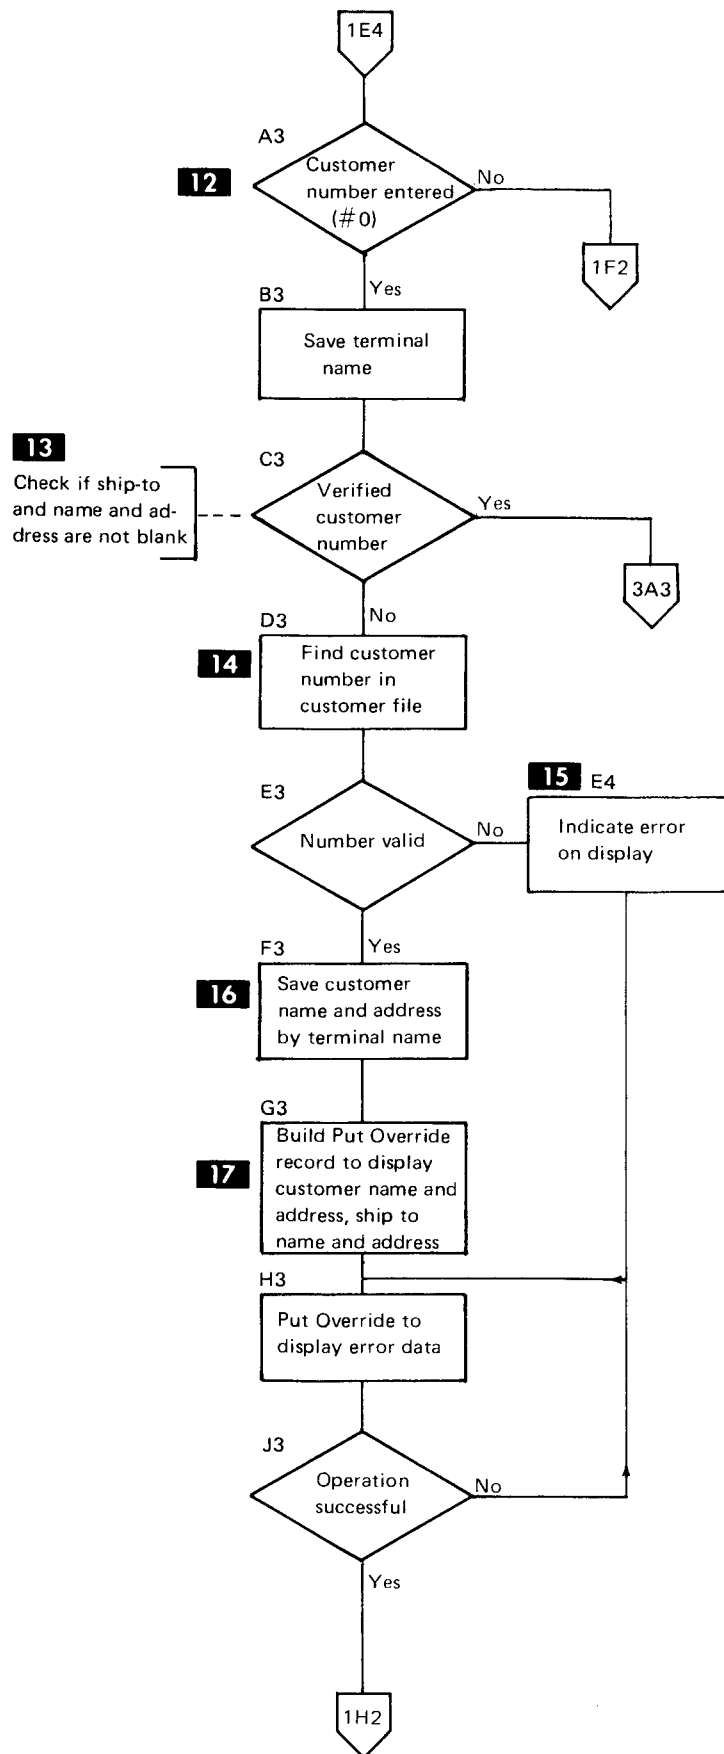 1E4
A3
12
Customer
number entered
(#0)
No
1F2
Yes
B3
Save terminal
name
13
Check if ship-to
and name and ad-
dress are not blank
C3
Verified
customer
number
Yes
3A3
No
D3
14
Find customer
number in
customer file
E3
Number valid
No
15
E4
Indicate error
on display
Yes
F3
16
Save customer
name and address
by terminal name
G3
17
Build Put Override
record to display
customer name and
address, ship to
name and address
H3
Put Override to
display error data
J3
Operation
successful
No
Yes
1H2